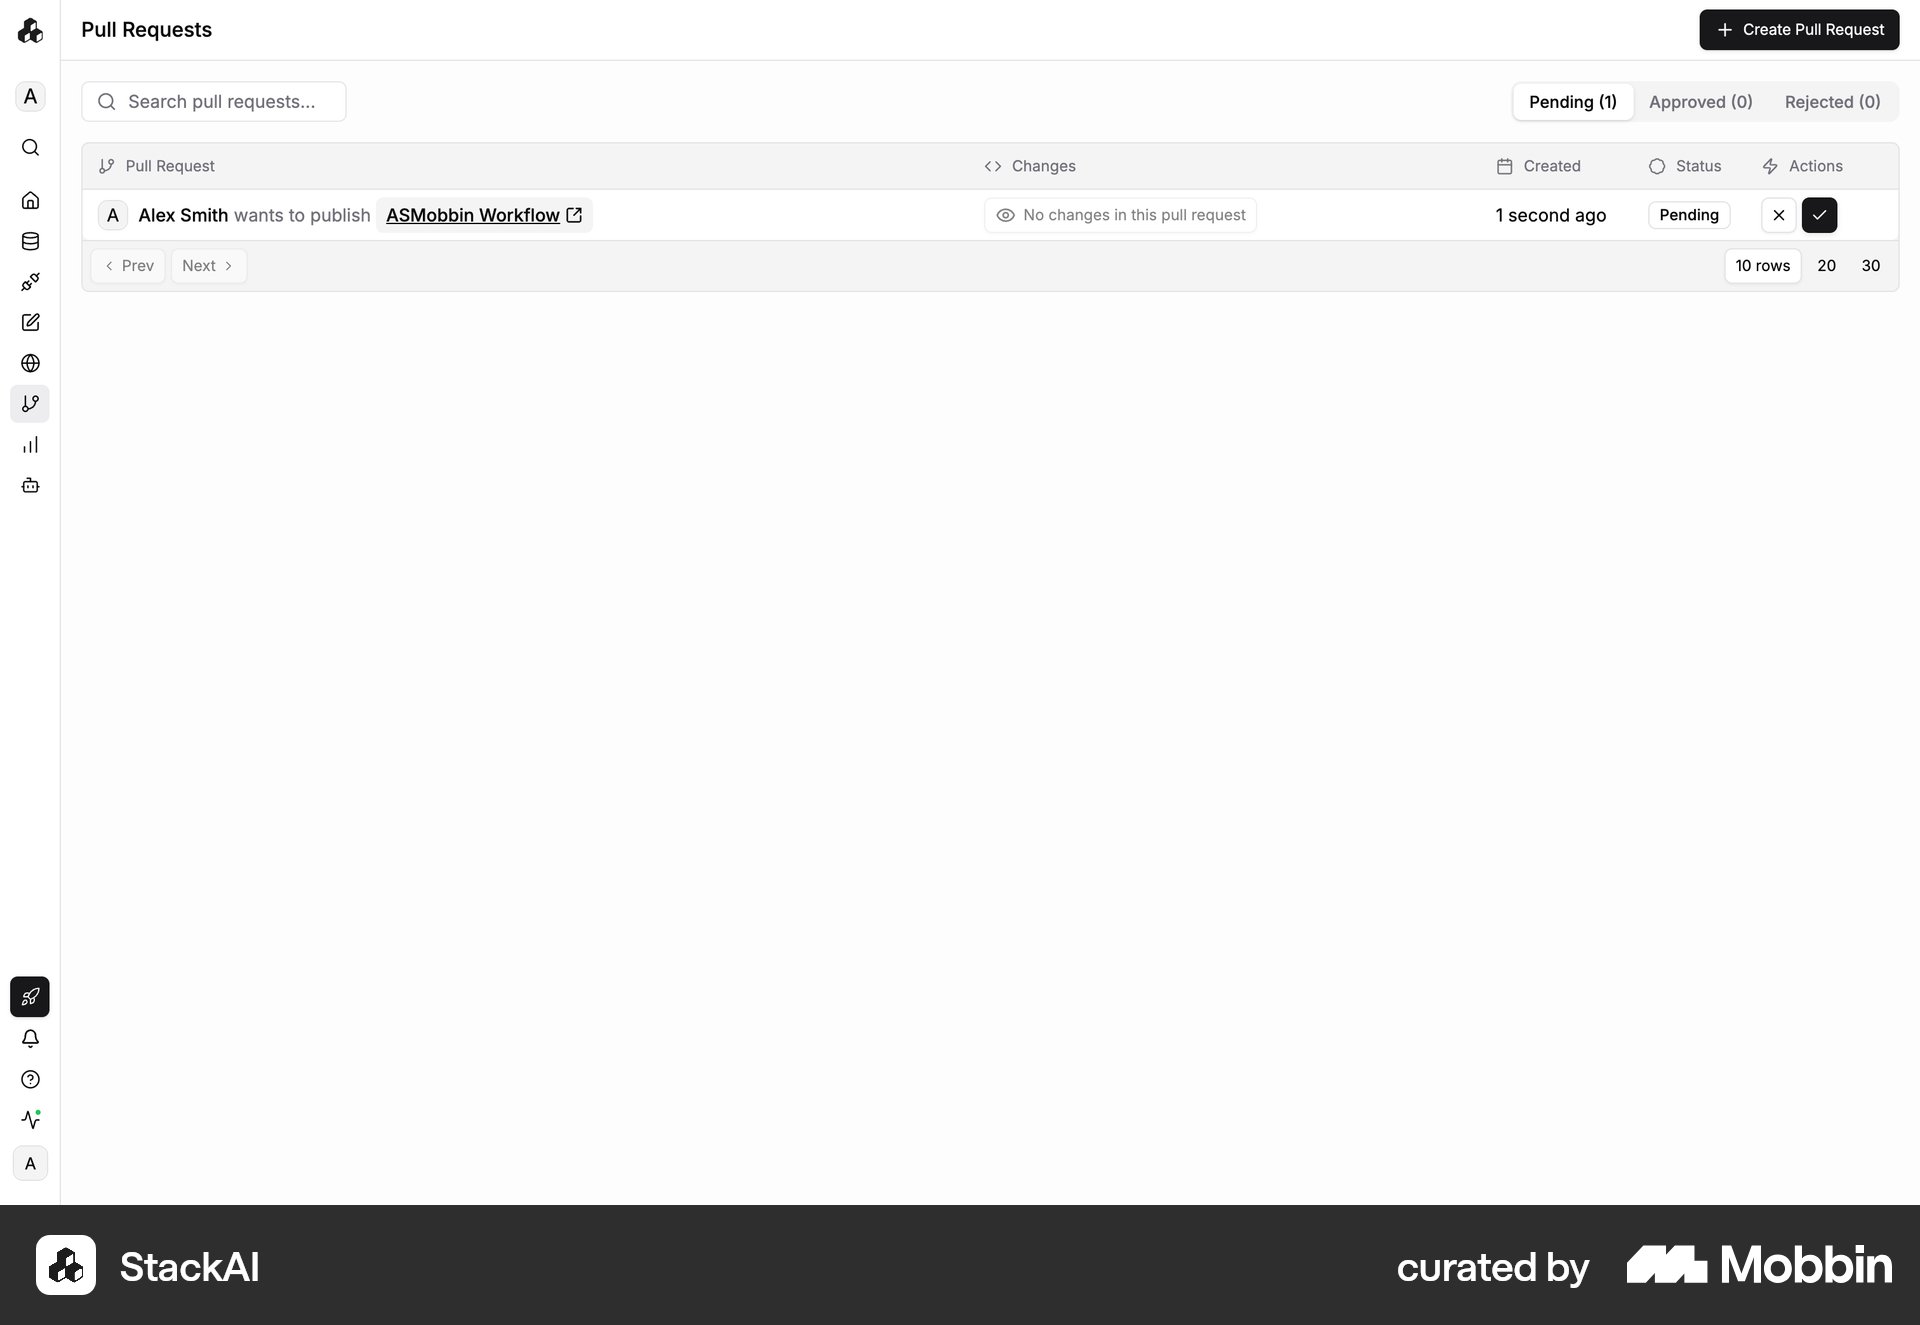 Pull Requests
Create Pull Request
A
Search pull requests...
Pending (1) Approved (0) Rejected (0)
Pull Request Changes Created Status Actions
A Alex Smith wants to publish ASMobbin Workflow No changes in this pull request 1 second ago Pending
Prev Next 10 rows 20 30
A
StackAI curated by Mobbin